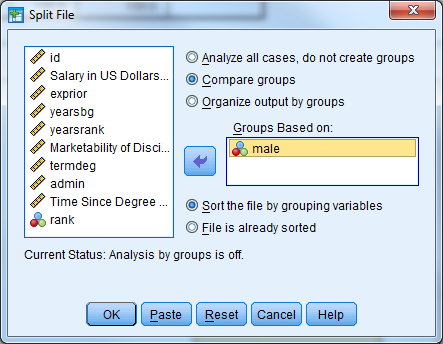 Split File
id
Salary in US Dollars...
exprior
yearsbg
yearsrank
Marketability of Disci...
termdeg
admin
Time Since Degree ...
rank
Analyze all cases, do not create groups
Compare groups
Organize output by groups
Groups Based on:
male
Sort the file by grouping variables
File is already sorted
Current Status: Analysis by groups is off.
OK Paste Reset Cancel Help